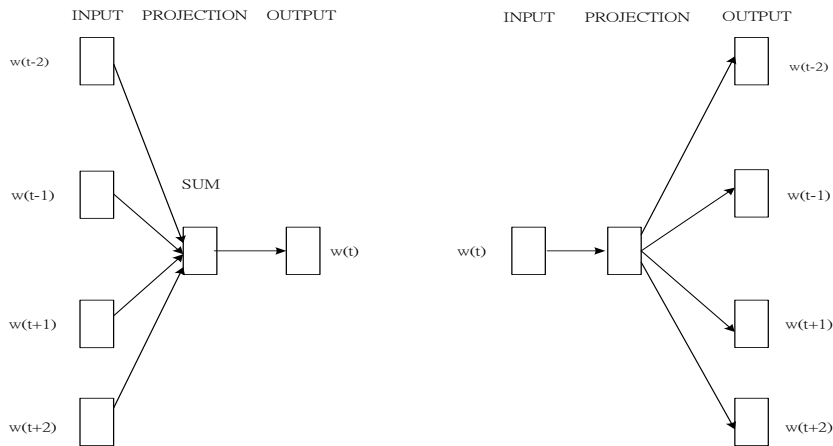 INPUT PROJECTION OUTPUT
w(t-2)
w(t-1)
SUM
w(t)
w(t+1)
w(t+2)
INPUT PROJECTION OUTPUT
w(t-2)
w(t-1)
w(t)
w(t+1)
w(t+2)